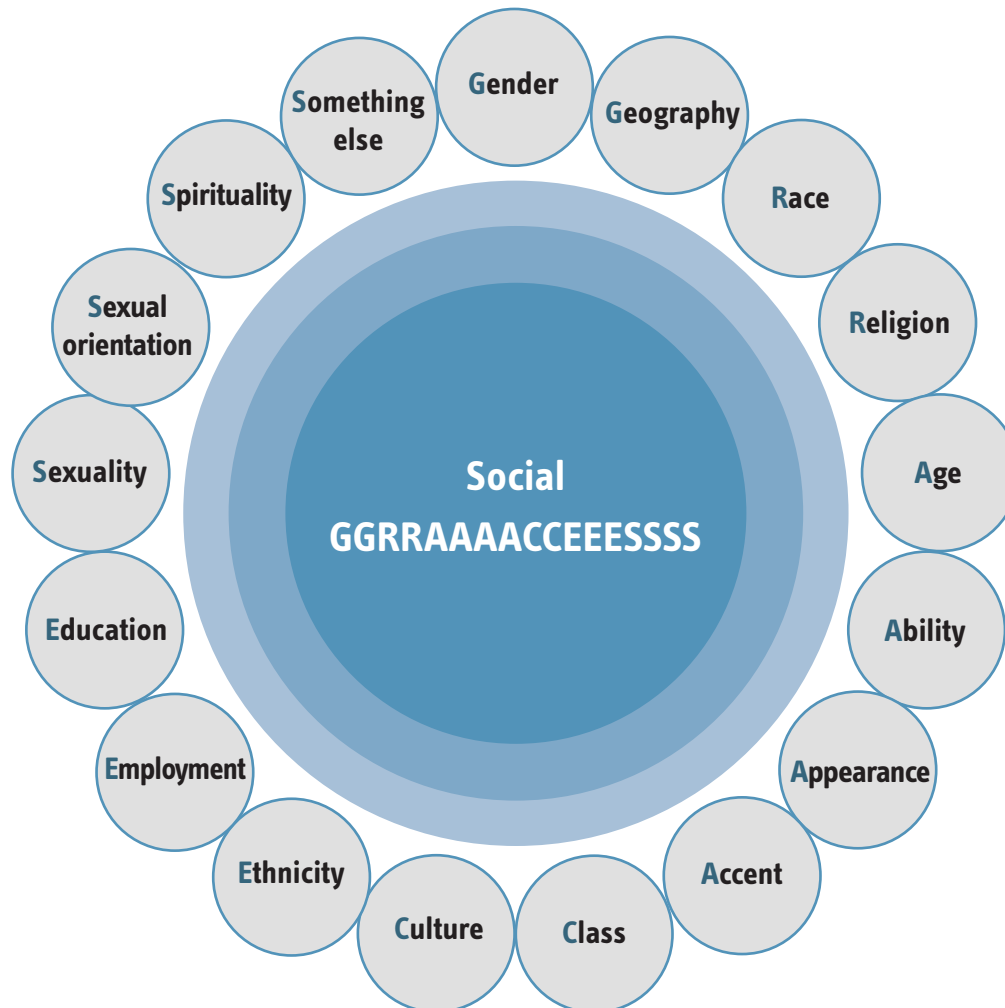 Social
GGRRAAAACCEEESSSS
Gender
Geography
Race
Religion
Age
Ability
Appearance
Accent
Class
Culture
Ethnicity
Employment
Education
Sexuality
Sexual
orientation
Spirituality
Something
else